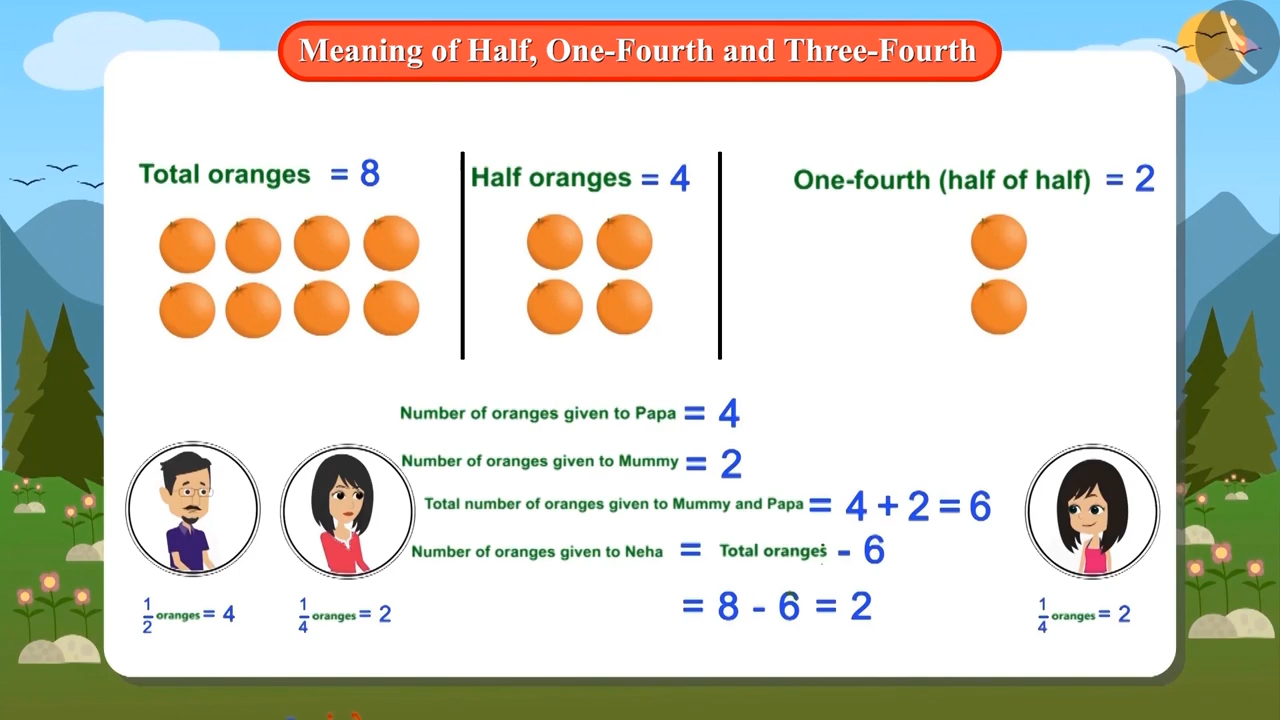 Meaning of Half, One-Fourth and Three-Fourth
Total oranges = 8
Half oranges = 4
One-fourth (half of half) = 2
Number of oranges given to Papa = 4
Number of oranges given to Mummy = 2
Total number of oranges given to Mummy and Papa = 4 + 2 = 6
Number of oranges given to Neha = Total oranges - 6
= 8 - 6 = 2
1/2 oranges = 4
1/4 oranges = 2
1/4 oranges = 2